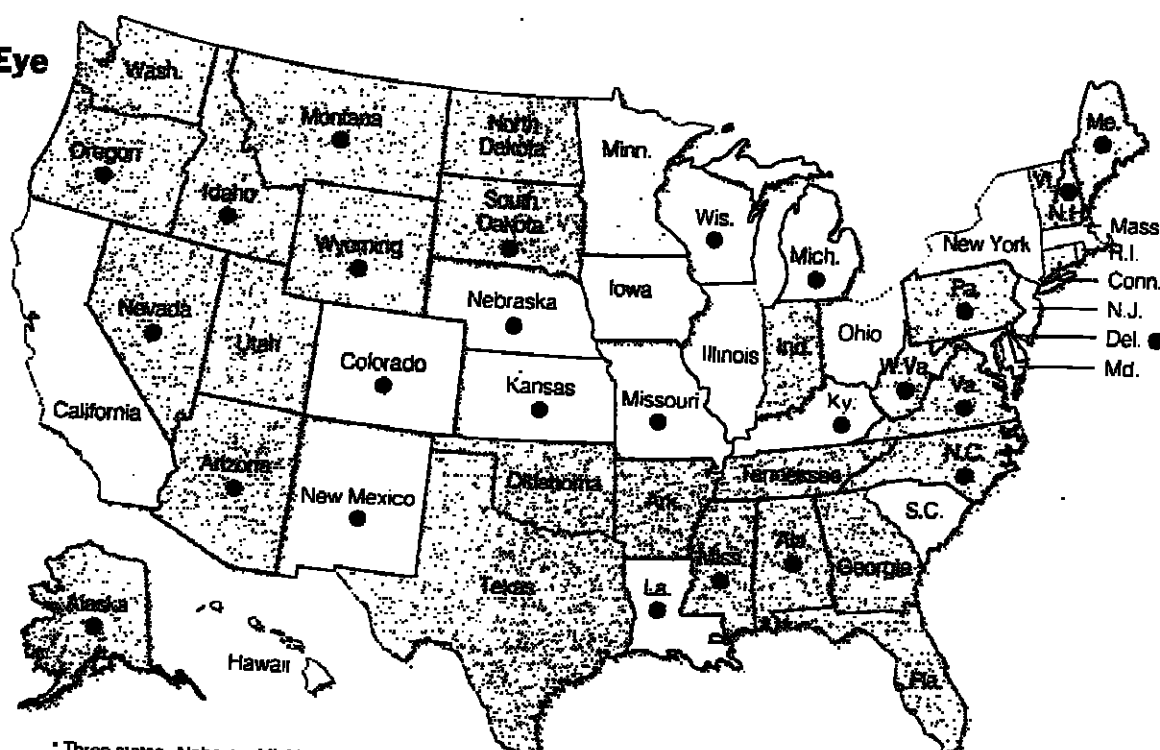 Eye
Wash.
Montana
North
Dakota
Minn.
Me.
Oregon
Idaho
South
Dakota
Wis.
Vt.
N.H.
Mass
Wyoming
Mich.
New York
R.I.
Conn.
Nevada
Nebraska
Iowa
Pa.
N.J.
Utah
Colorado
Illinois
Ind.
Ohio
Del.
Md.
Kansas
Missouri
W.Va.
Va.
California
Ky.
Arizona
New Mexico
Oklahoma
Ark.
Tennessee
N.C.
S.C.
Texas
Miss.
Ala.
Georgia
La.
Alaska
Hawaii
Fla.
* Three states